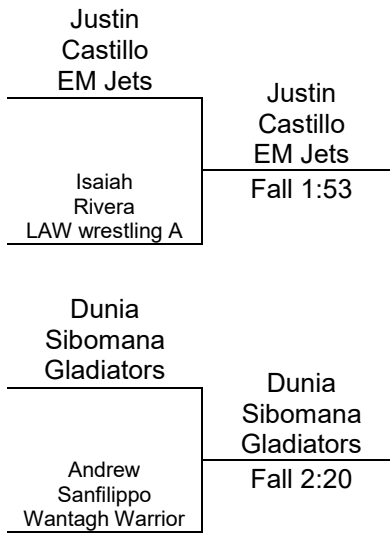 Justin
Castillo
EM Jets
Justin
Castillo
EM Jets
Isaiah
Rivera
LAW wrestling A
Fall 1:53
Dunia
Sibomana
Gladiators
Dunia
Sibomana
Gladiators
Andrew
Sanfilippo
Wantagh Warrior
Fall 2:20